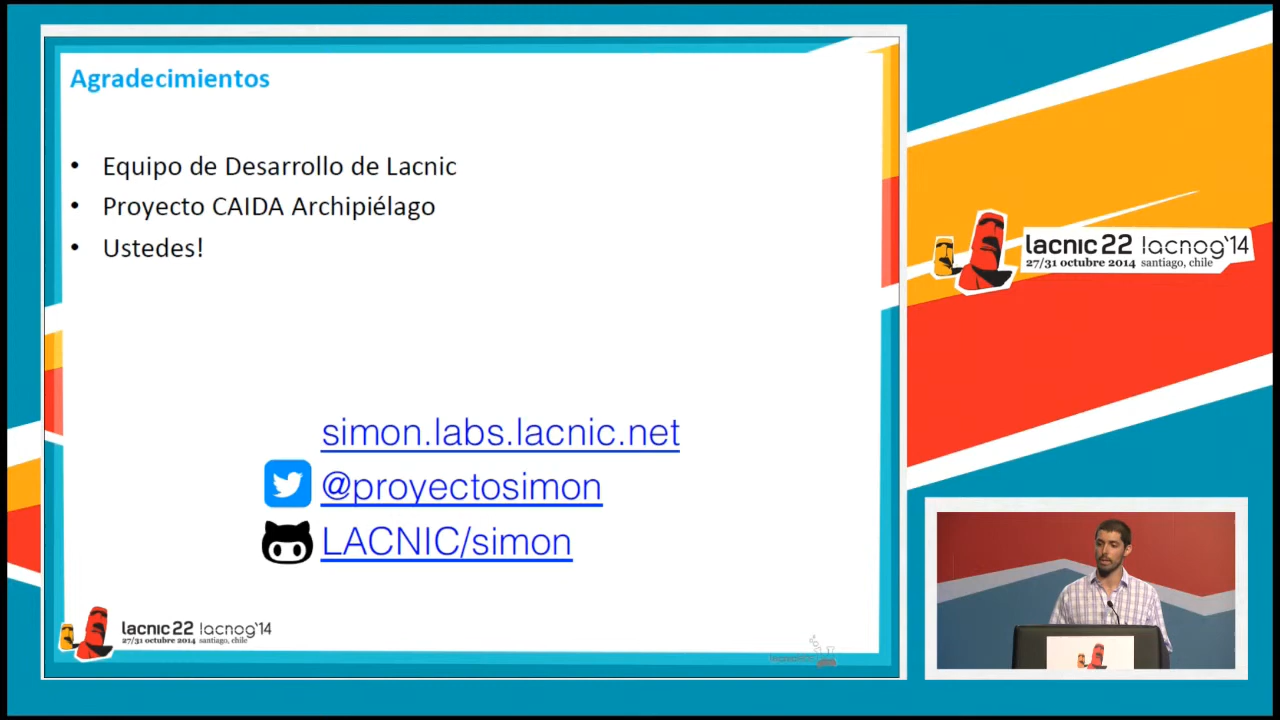 Agradecimientos
• Equipo de Desarrollo de Lacnic
• Proyecto CAIDA Archipiélago
• Ustedes!
simon.labs.lacnic.net
@proyectosimon
LACNIC/simon
lacnic 22 lacnog'14
27/31 octubre 2014 santiago, chile
lacnic 22 lacnog'14
27/31 octubre 2014 santiago, chile